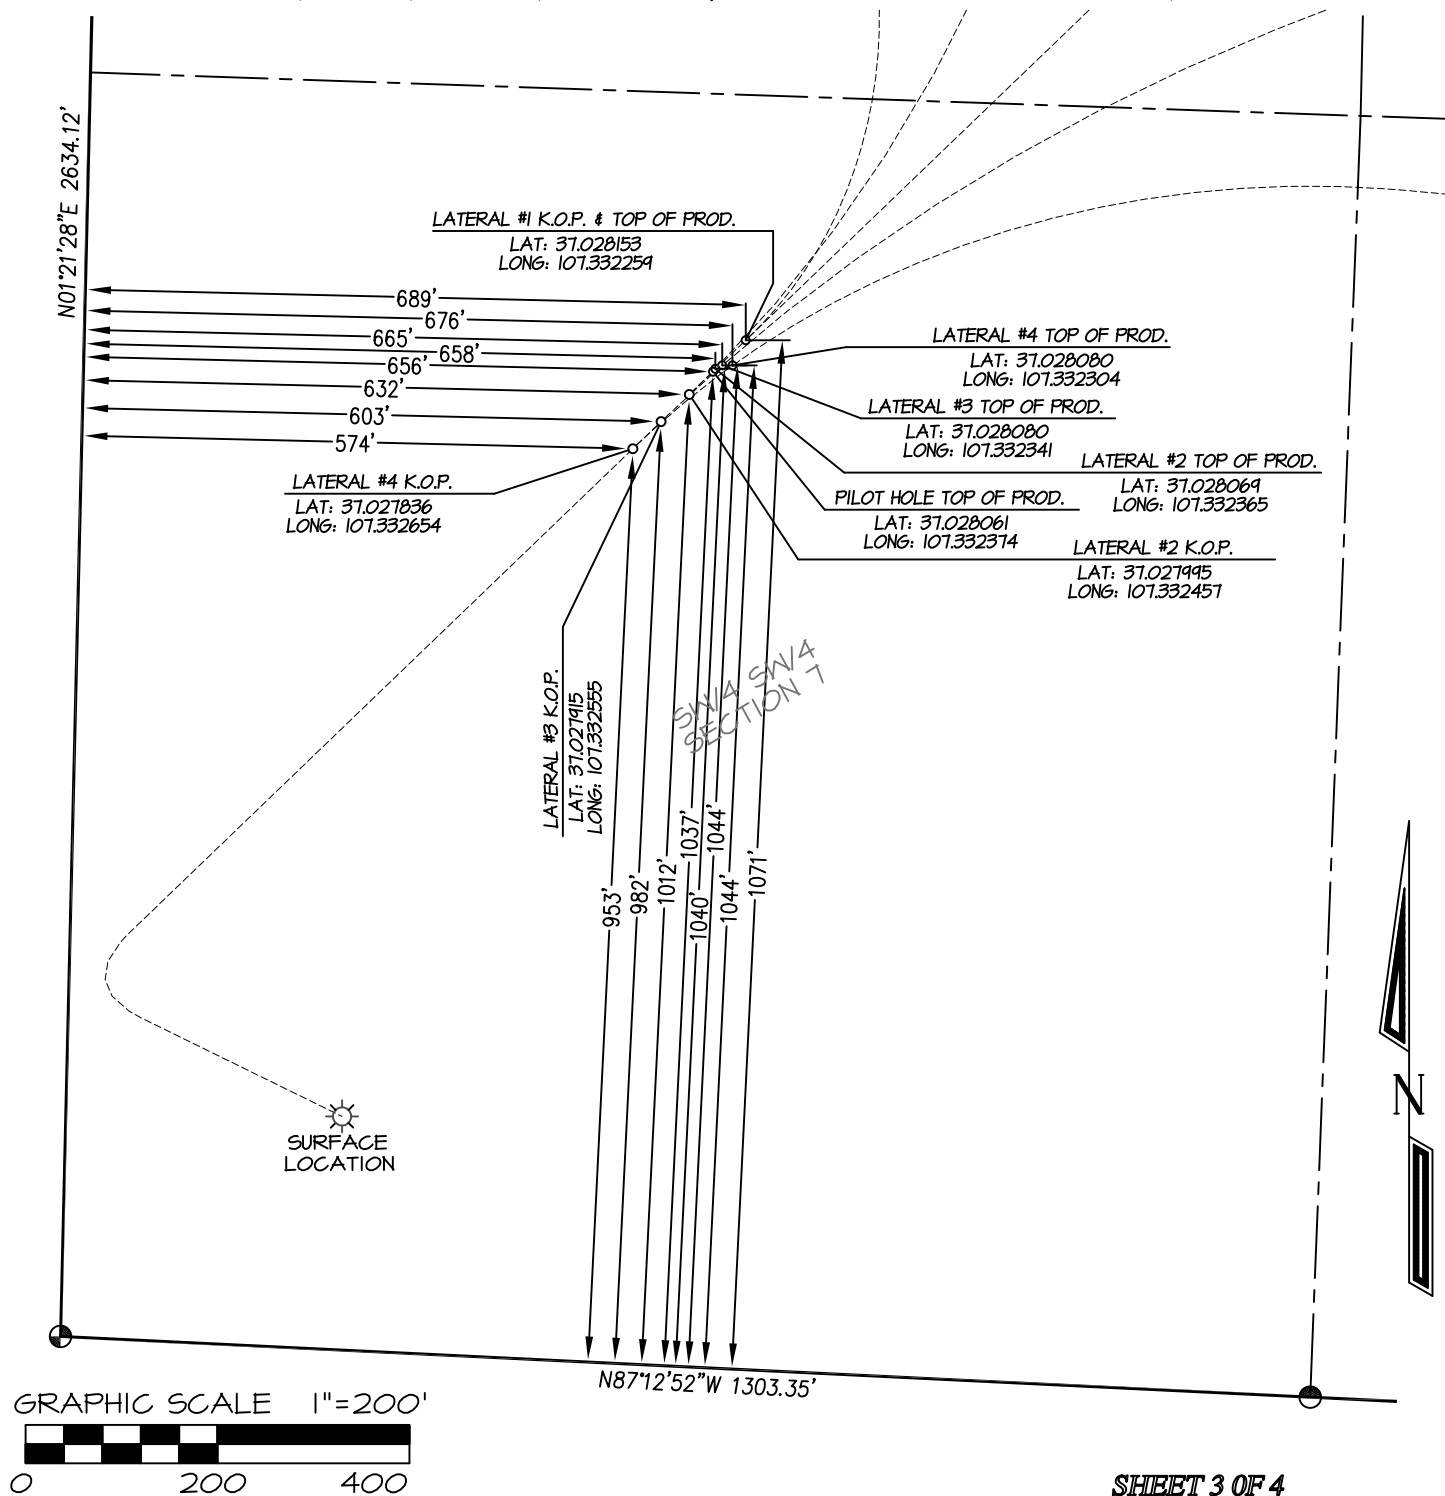 N01°21'28"E 2634.12'
LATERAL #1 K.O.P. & TOP OF PROD.
LAT: 37.028153
LONG: 107.332259
689'
676'
665'
658'
656'
632'
603'
574'
LATERAL #4 TOP OF PROD.
LAT: 37.028080
LONG: 107.332304
LATERAL #3 TOP OF PROD.
LAT: 37.028080
LONG: 107.332341
LATERAL #2 TOP OF PROD.
LAT: 37.028069
LONG: 107.332365
PILOT HOLE TOP OF PROD.
LAT: 37.028061
LONG: 107.332374
LATERAL #2 K.O.P.
LAT: 37.027995
LONG: 107.332457
LATERAL #4 K.O.P.
LAT: 37.027836
LONG: 107.332654
LATERAL #3 K.O.P.
LAT: 37.027915
LONG: 107.332555
SW/4 SW/4
SECTION 7
953'
982'
1012'
1037'
1040'
1044'
1044'
1071'
SURFACE
LOCATION
N
N87°12'52"W 1303.35'
GRAPHIC SCALE 1"=200'
0 200 400
SHEET 3 OF 4